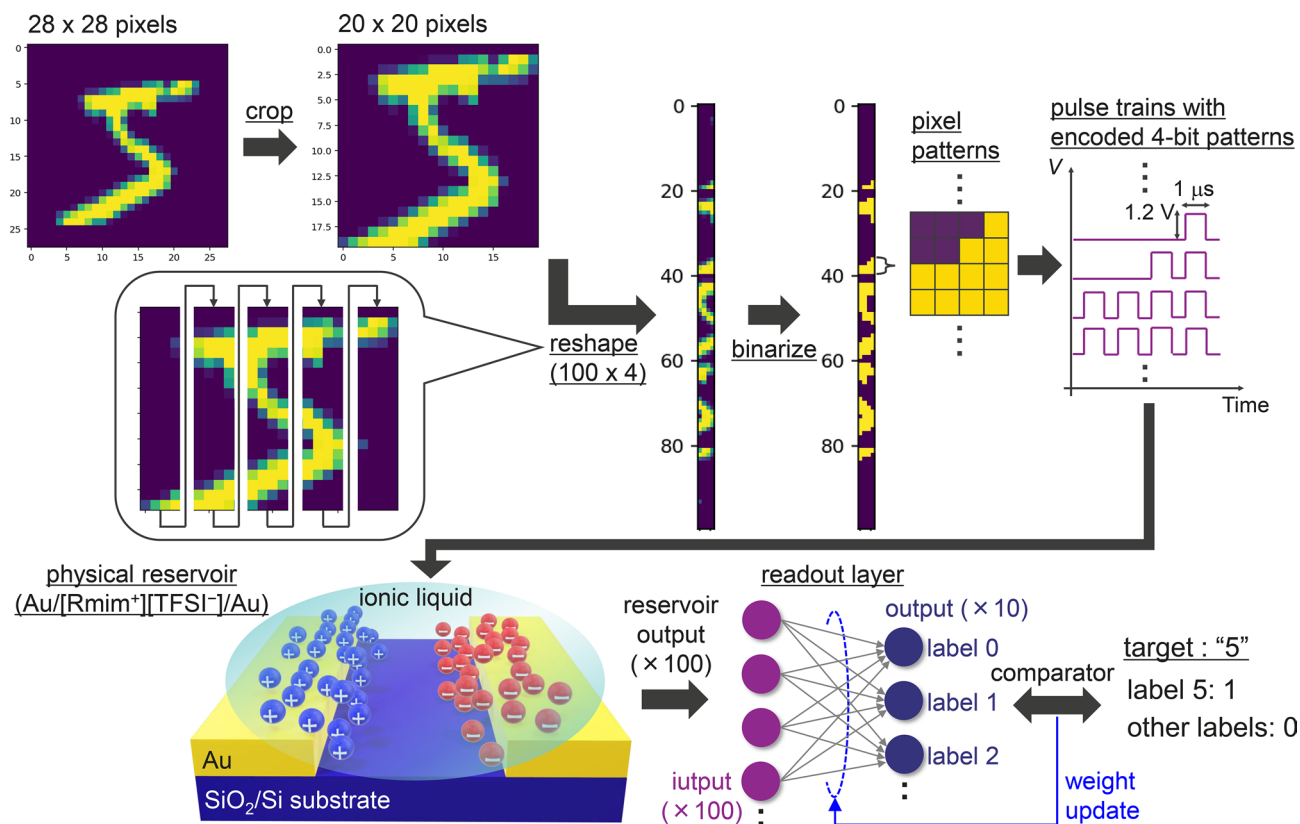 28 x 28 pixels
0
5
10
15
20
25
0
5
10
15
20
25
crop
20 x 20 pixels
0.0
2.5
5.0
7.5
10.0
12.5
15.0
17.5
0
5
10
15
reshape
(100 x 4)
0
20
40
60
80
binarize
0
20
40
60
80
pixel
patterns
pulse trains with
encoded 4-bit patterns
V
1 μs
1.2 V
Time
physical reservoir
(Au/[Rmim⁺][TFSI⁻]/Au)
ionic liquid
Au
SiO₂/Si substrate
reservoir
output
(×100)
readout layer
iutput
(×100)
output (×10)
label 0
label 1
label 2
comparator
target : “5”
label 5: 1
other labels: 0
weight
update